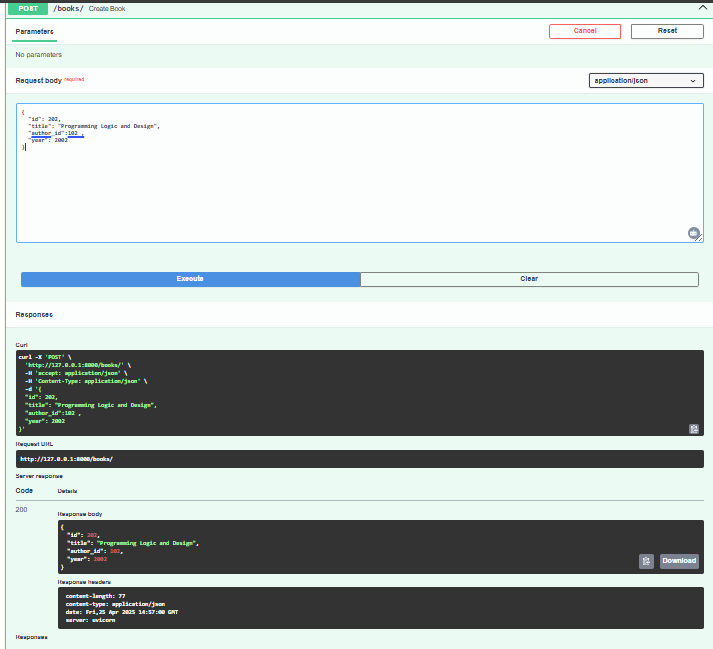 POST /books/ Create Book
Parameters
Cancel
Reset
No parameters
Request body required
application/json
{
"id": 202,
"title": "Programming Logic and Design",
"author_id":102 ,
"year": 2002
}
Execute
Clear
Responses
Curl
curl -X 'POST' \
'http://127.0.0.1:8000/books/' \
-H 'accept: application/json' \
-H 'Content-Type: application/json' \
-d '{
"id": 202,
"title": "Programming Logic and Design",
"author_id":102 ,
"year": 2002
}'
Request URL
http://127.0.0.1:8000/books/
Server response
Code Details
200
Response body
{
"id": 202,
"title": "Programming Logic and Design",
"author_id": 102,
"year": 2002
}
Download
Response headers
content-length: 77
content-type: application/json
date: Fri,25 Apr 2025 14:57:00 GMT
server: uvicorn
Responses